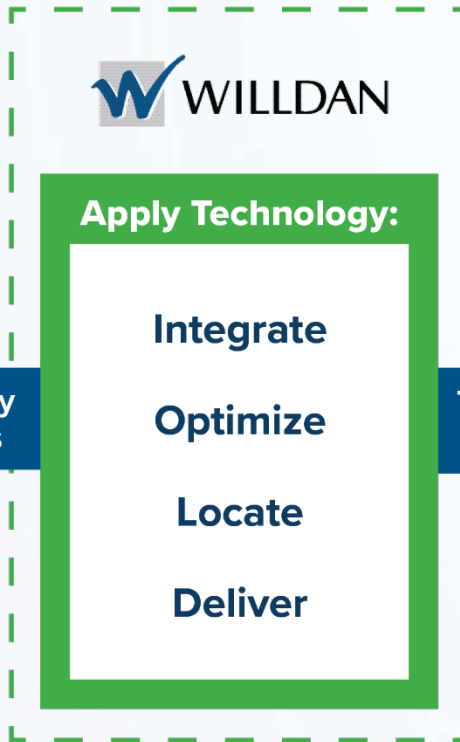 WILLDAN
Apply Technology:
Integrate
Optimize
Locate
Deliver